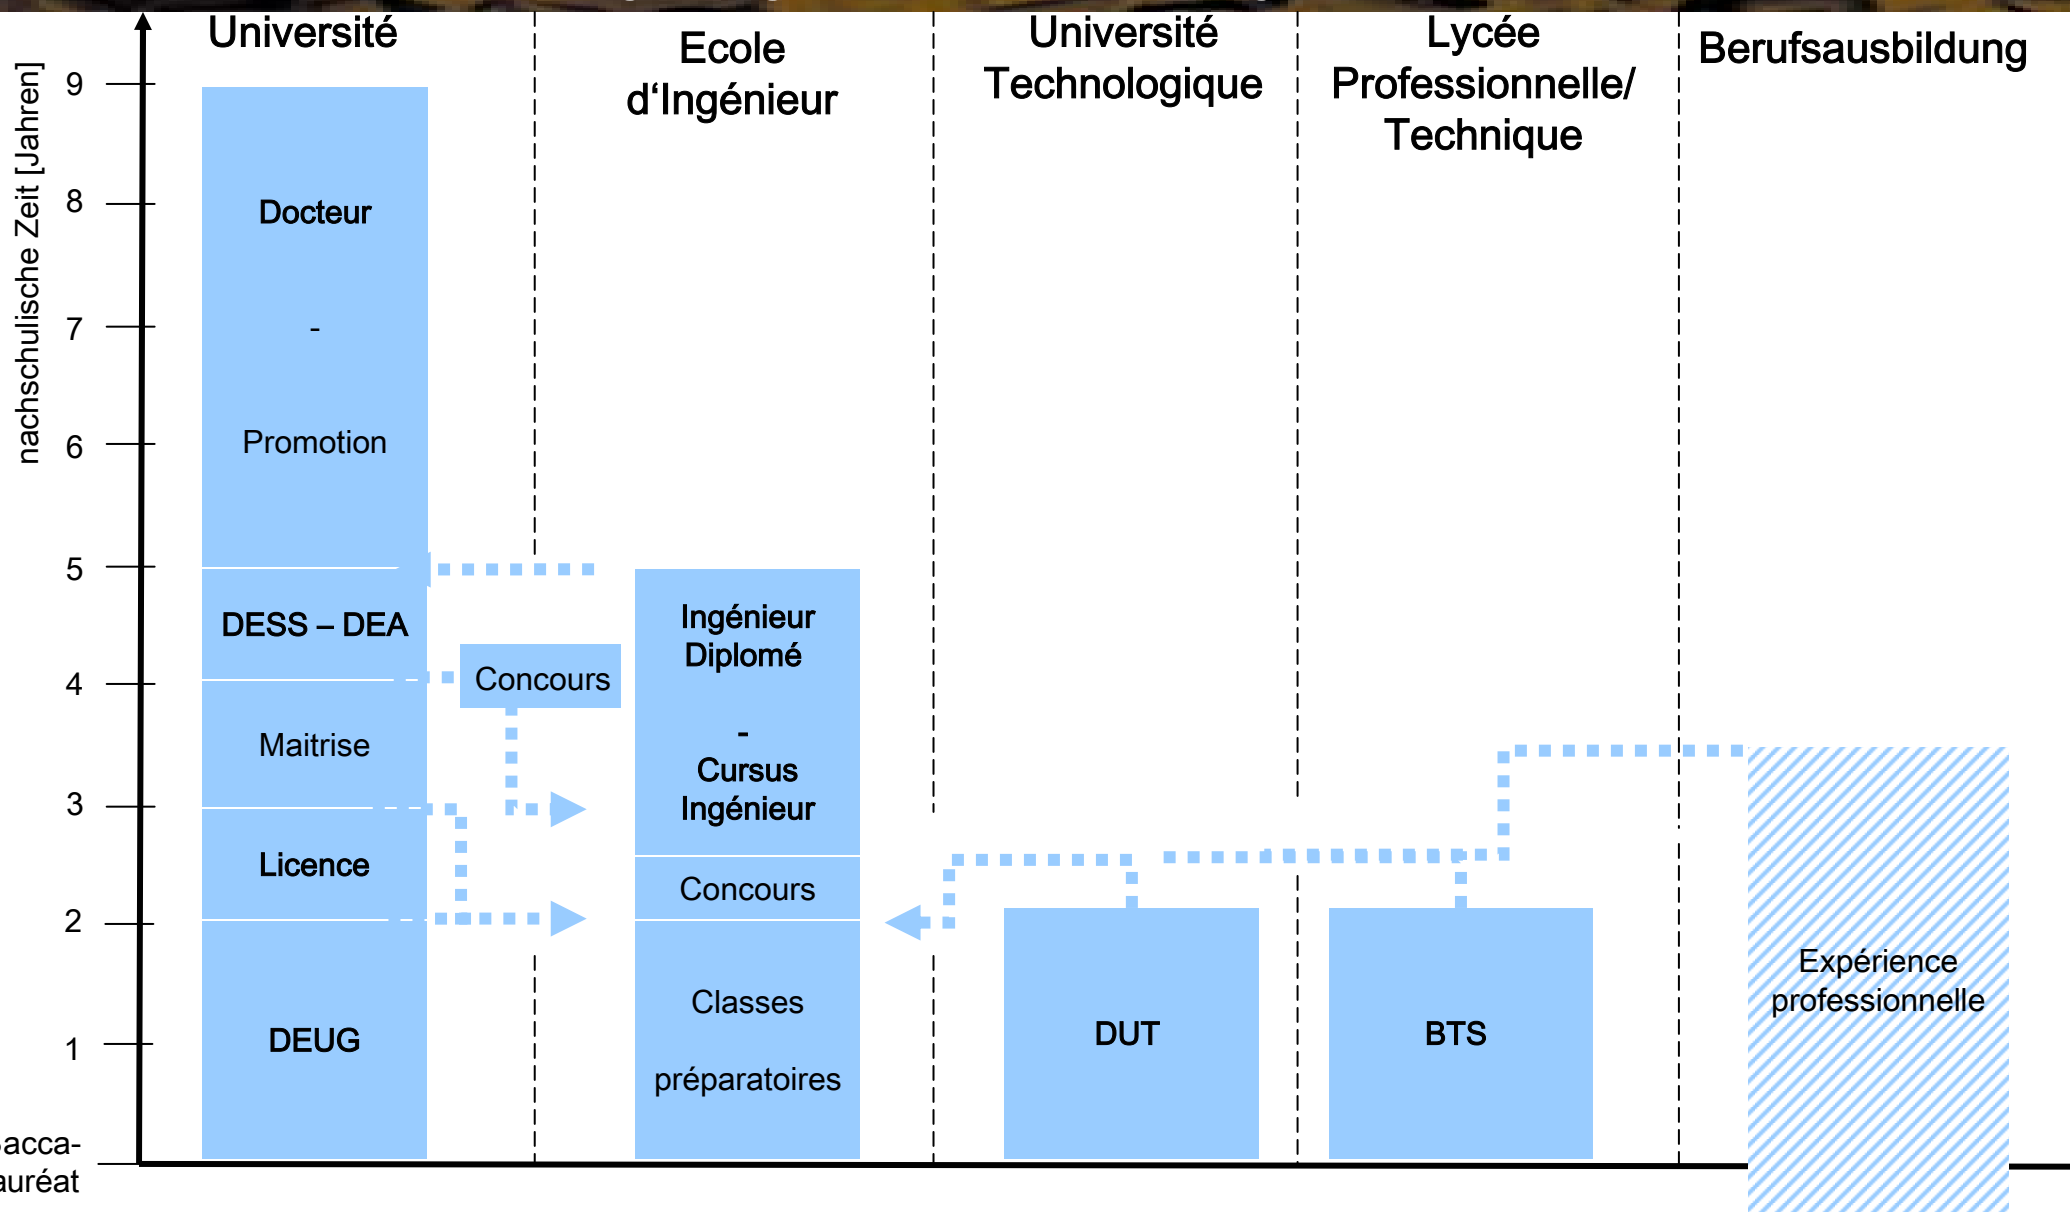 Université
Ecole
d‘Ingénieur
Université
Technologique
Lycée
Professionnelle/
Technique
Berufsausbildung
nachschulische Zeit [Jahren]
9
8
7
6
5
4
3
2
1
acca-
auréat
Docteur
-
Promotion
DESS – DEA
Maitrise
Licence
DEUG
Concours
Ingénieur
Diplomé
-
Cursus
Ingénieur
Concours
Classes
préparatoires
DUT
BTS
Expérience
professionnelle